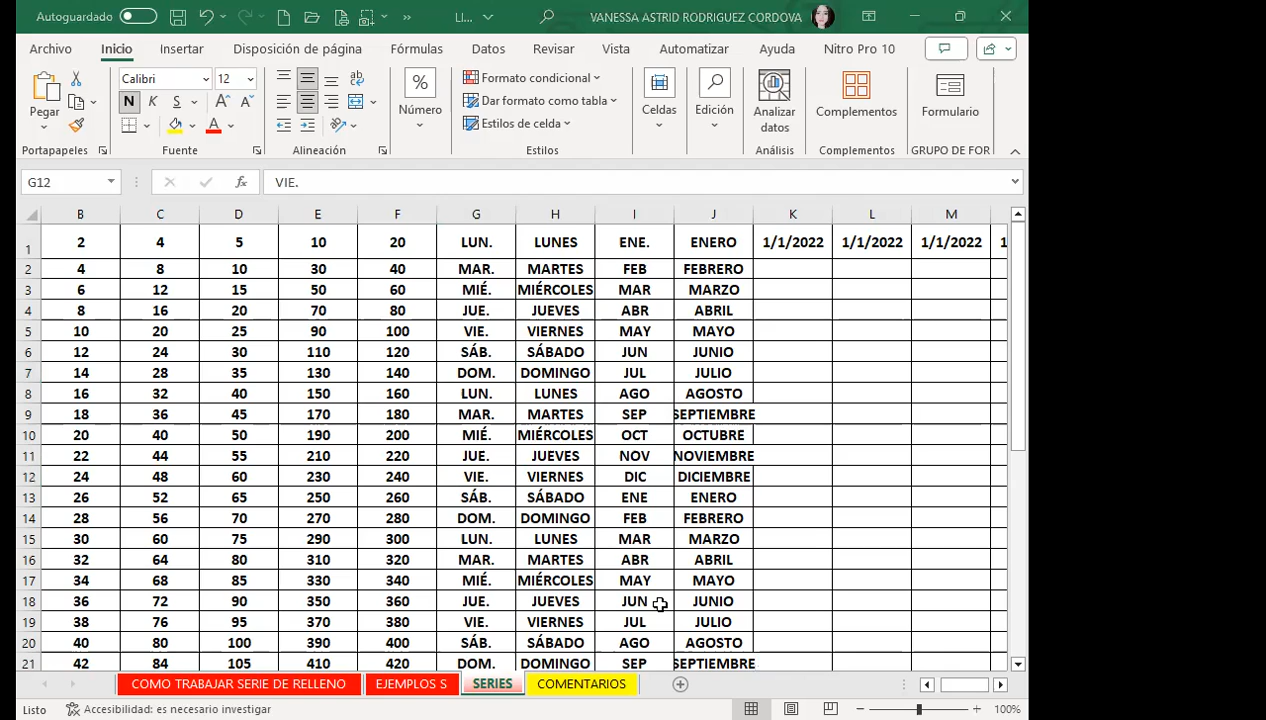 Autoguardado LI... VANESSA ASTRID RODRIGUEZ CORDOVA
Archivo Inicio Insertar Disposición de página Fórmulas Datos Revisar Vista Automatizar Ayuda Nitro Pro 10
Pegar Calibri 12 N K S % Número Formato condicional Dar formato como tabla Estilos de celda Celdas Edición Analizar datos Complementos Formulario
Portapapeles Fuente Alineación Estilos Análisis Complementos GRUPO DE FOR
G12 fx VIE.
B C D E F G H I J K L M
1 2 4 5 10 20 LUN. LUNES ENE. ENERO 1/1/2022 1/1/2022 1/1/2022 1
2 4 8 10 30 40 MAR. MARTES FEB FEBRERO
3 6 12 15 50 60 MIÉ. MIÉRCOLES MAR MARZO
4 8 16 20 70 80 JUE. JUEVES ABR ABRIL
5 10 20 25 90 100 VIE. VIERNES MAY MAYO
6 12 24 30 110 120 SÁB. SÁBADO JUN JUNIO
7 14 28 35 130 140 DOM. DOMINGO JUL JULIO
8 16 32 40 150 160 LUN. LUNES AGO AGOSTO
9 18 36 45 170 180 MAR. MARTES SEP SEPTIEMBRE
10 20 40 50 190 200 MIÉ. MIÉRCOLES OCT OCTUBRE
11 22 44 55 210 220 JUE. JUEVES NOV NOVIEMBRE
12 24 48 60 230 240 VIE. VIERNES DIC DICIEMBRE
13 26 52 65 250 260 SÁB. SÁBADO ENE ENERO
14 28 56 70 270 280 DOM. DOMINGO FEB FEBRERO
15 30 60 75 290 300 LUN. LUNES MAR MARZO
16 32 64 80 310 320 MAR. MARTES ABR ABRIL
17 34 68 85 330 340 MIÉ. MIÉRCOLES MAY MAYO
18 36 72 90 350 360 JUE. JUEVES JUN JUNIO
19 38 76 95 370 380 VIE. VIERNES JUL JULIO
20 40 80 100 390 400 SÁB. SÁBADO AGO AGOSTO
21 42 84 105 410 420 DOM. DOMINGO SEP SEPTIEMBRE
COMO TRABAJAR SERIE DE RELLENO EJEMPLOS S SERIES COMENTARIOS
Listo Accesibilidad: es necesario investigar 100%